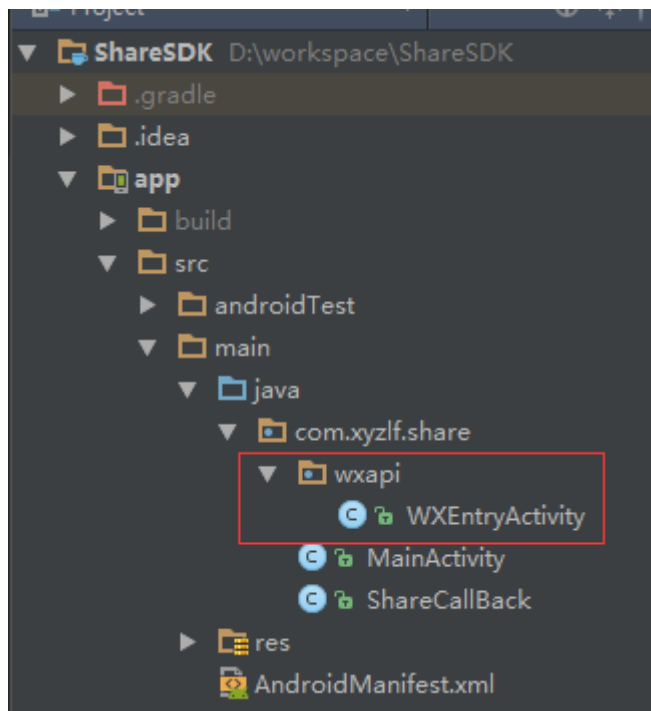 Project
ShareSDK D:\workspace\ShareSDK
.gradle
.idea
app
build
src
androidTest
main
java
com.xyzlf.share
wxapi
WXEntryActivity
MainActivity
ShareCallBack
res
AndroidManifest.xml